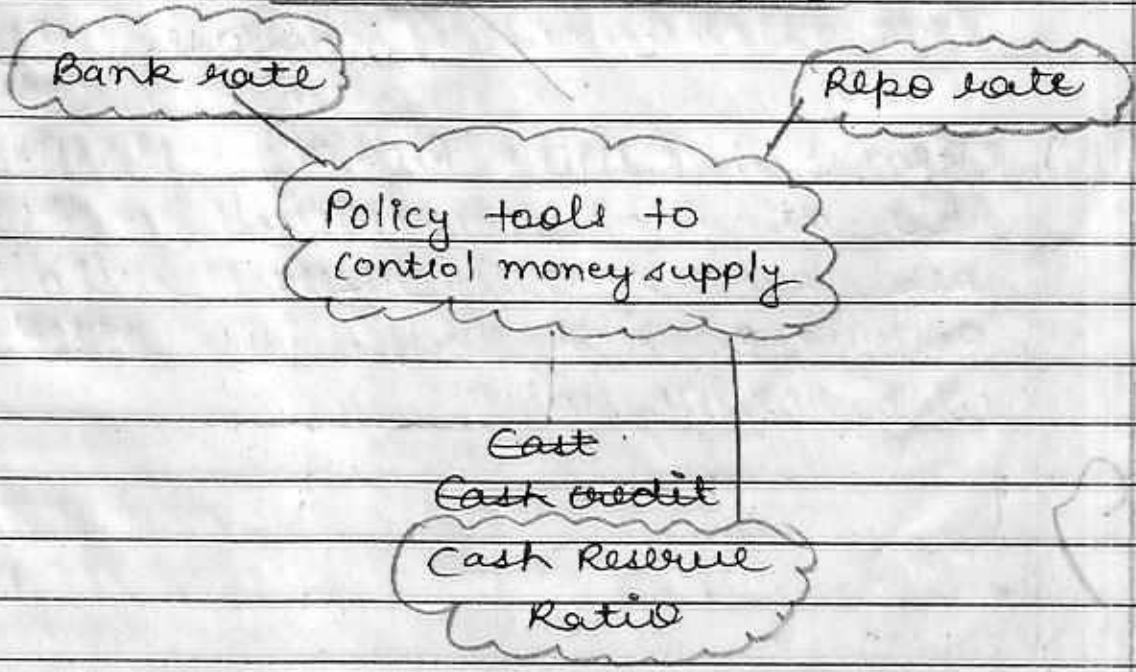 Bank rate
Repo rate
Policy tools to
control money supply
Cast
Cash credit
Cash Reserve
Ratio